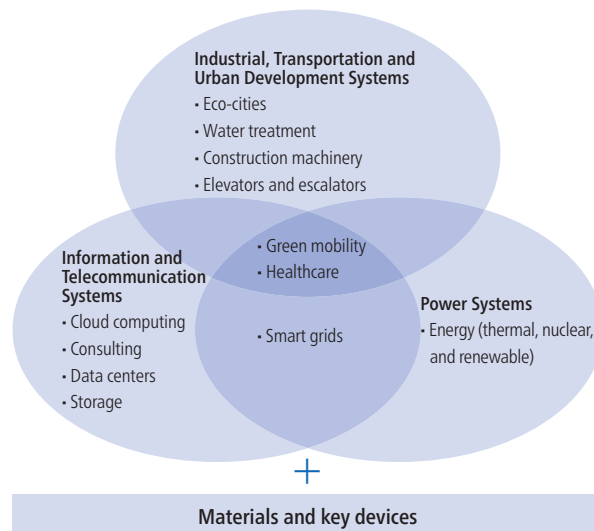 Industrial, Transportation and
Urban Development Systems
• Eco-cities
• Water treatment
• Construction machinery
• Elevators and escalators
• Green mobility
• Healthcare
Information and
Telecommunication
Systems
• Cloud computing
• Consulting
• Data centers
• Storage
• Smart grids
Power Systems
• Energy (thermal, nuclear,
and renewable)
+
Materials and key devices